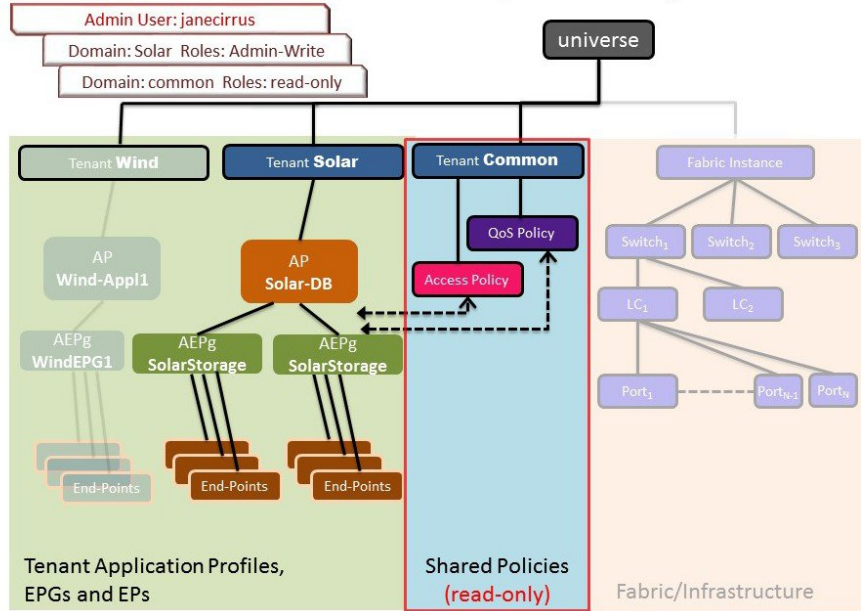 Admin User: janecirrus
Domain: Solar Roles: Admin-Write
Domain: common Roles: read-only
universe
Tenant Wind
Tenant Solar
Tenant Common
Fabric Instance
QoS Policy
Switch1
Switch2
Switch3
AP
Wind-Appl1
AP
Solar-DB
Access Policy
LC1
LC2
AEPg
WindEPG1
AEPg
SolarStorage
AEPg
SolarStorage
Port1
PortN-1
PortN
End-Points
End-Points
End-Points
Tenant Application Profiles,
EPGs and EPs
Shared Policies
(read-only)
Fabric/Infrastructure